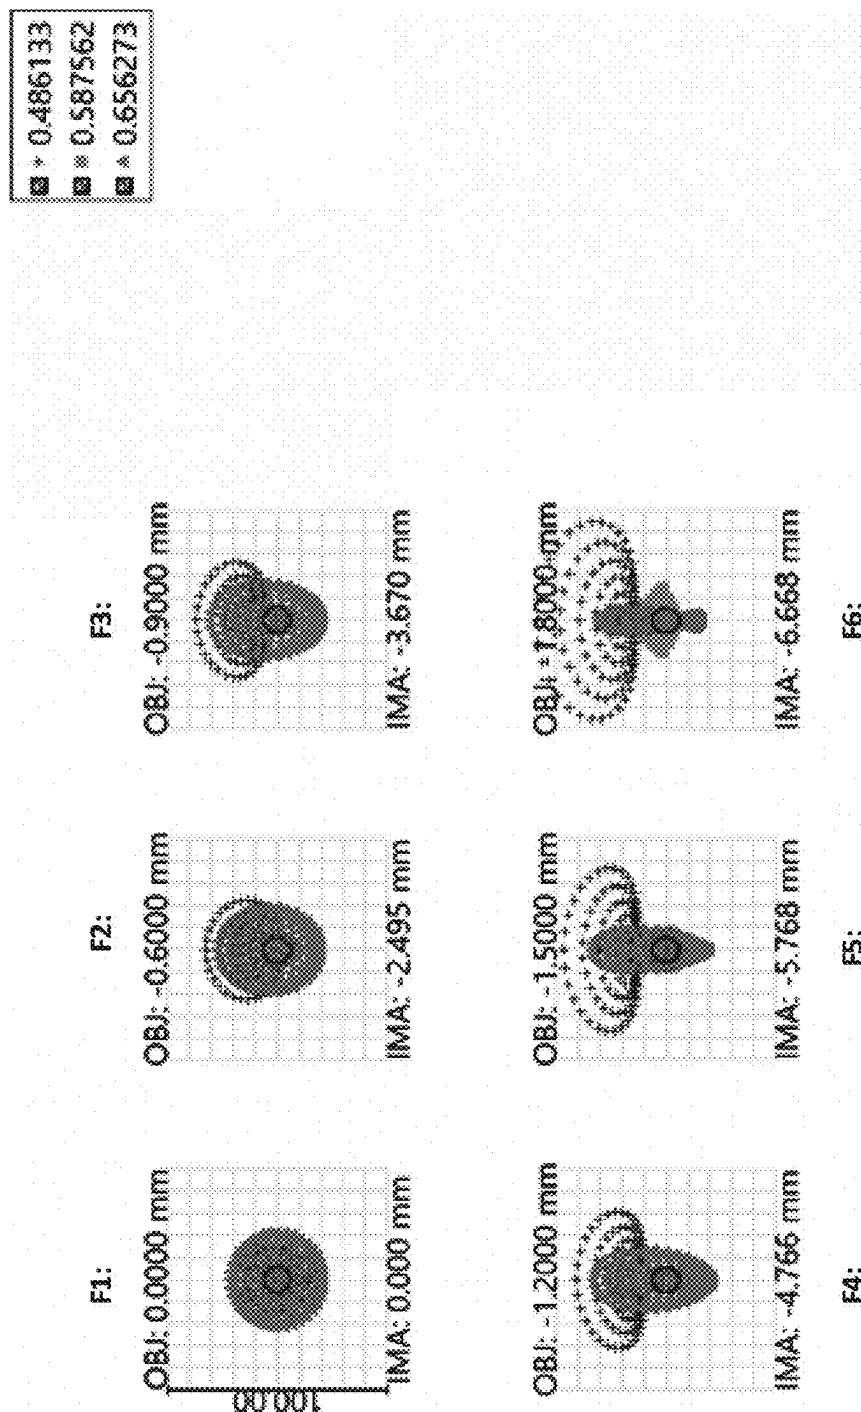 + 0.486133
0.587562
0.656273
F1:
OBJ: 0.0000 mm
100.00
IMA: 0.000 mm
F2:
OBJ: -0.6000 mm
IMA: -2.495 mm
F3:
OBJ: -0.9000 mm
IMA: -3.670 mm
OBJ: -1.2000 mm
IMA: -4.766 mm
F4:
OBJ: -1.5000 mm
IMA: -5.768 mm
F5:
OBJ: -1.8000 mm
IMA: -6.668 mm
F6: